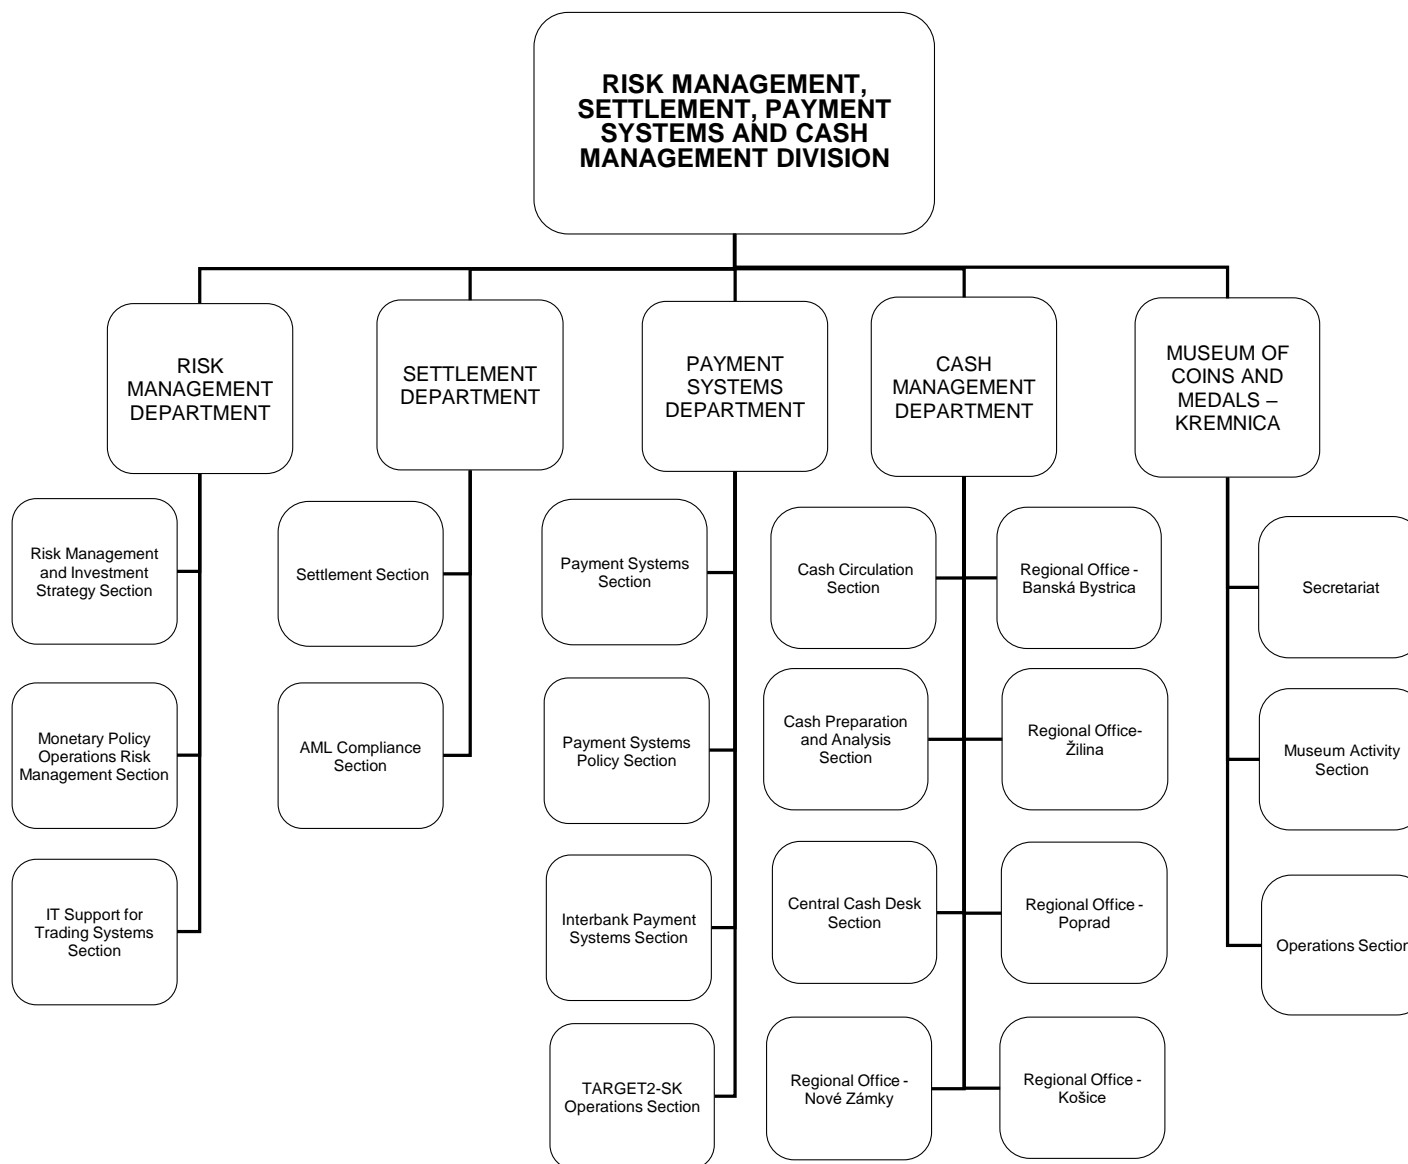 RISK MANAGEMENT,
SETTLEMENT, PAYMENT
SYSTEMS AND CASH
MANAGEMENT DIVISION
RISK
MANAGEMENT
DEPARTMENT
SETTLEMENT
DEPARTMENT
PAYMENT
SYSTEMS
DEPARTMENT
CASH
MANAGEMENT
DEPARTMENT
MUSEUM OF
COINS AND
MEDALS –
KREMNICA
Risk Management
and Investment
Strategy Section
Monetary Policy
Operations Risk
Management Section
IT Support for
Trading Systems
Section
Settlement Section
AML Compliance
Section
Payment Systems
Section
Payment Systems
Policy Section
Interbank Payment
Systems Section
TARGET2-SK
Operations Section
Cash Circulation
Section
Cash Preparation
and Analysis
Section
Central Cash Desk
Section
Regional Office -
Nové Zámky
Regional Office -
Banská Bystrica
Regional Office-
Žilina
Regional Office -
Poprad
Regional Office -
Košice
Secretariat
Museum Activity
Section
Operations Section